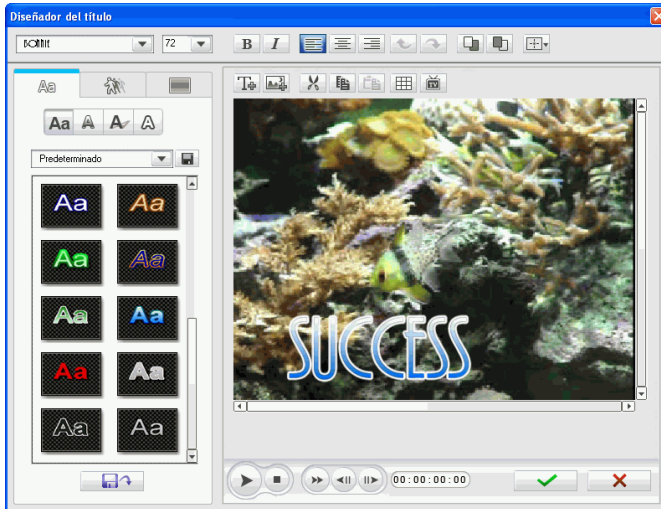 Diseñador del título
BONNIE 72 B I
Aa
Aa A A A
Predeterminado
Aa Aa
Aa Aa
Aa Aa
Aa Aa
Aa Aa
SUCCESS
00:00:00:00